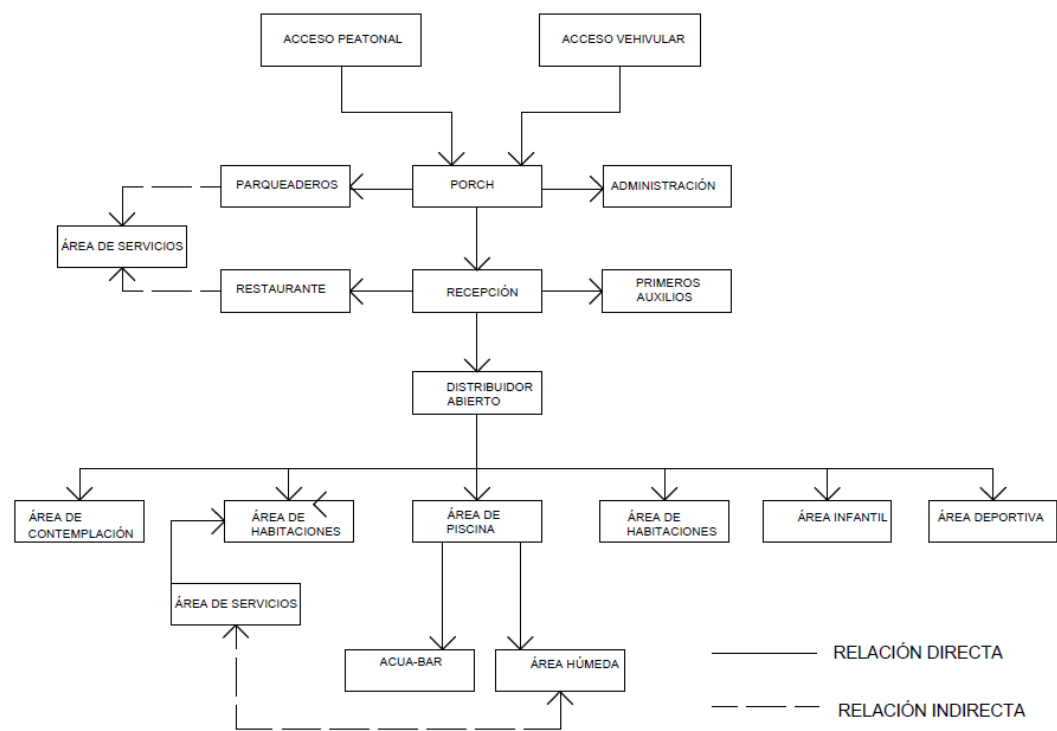 ACCESO PEATONAL
ACCESO VEHIVULAR
PARQUEADEROS
PORCH
ADMINISTRACIÓN
ÁREA DE SERVICIOS
RESTAURANTE
RECEPCIÓN
PRIMEROS
AUXILIOS
DISTRIBUIDOR
ABIERTO
ÁREA DE
CONTEMPLACIÓN
ÁREA DE
HABITACIONES
ÁREA DE
PISCINA
ÁREA DE
HABITACIONES
ÁREA INFANTIL
ÁREA DEPORTIVA
ÁREA DE SERVICIOS
ACUA-BAR
ÁREA HÚMEDA
RELACIÓN DIRECTA
RELACIÓN INDIRECTA